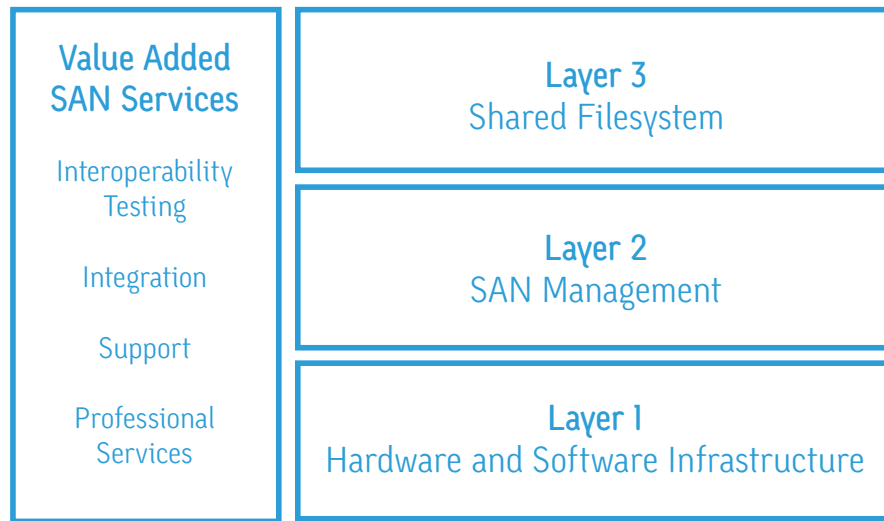 Value Added
SAN Services
Interoperability
Testing
Integration
Support
Professional
Services
Layer 3
Shared Filesystem
Layer 2
SAN Management
Layer 1
Hardware and Software Infrastructure